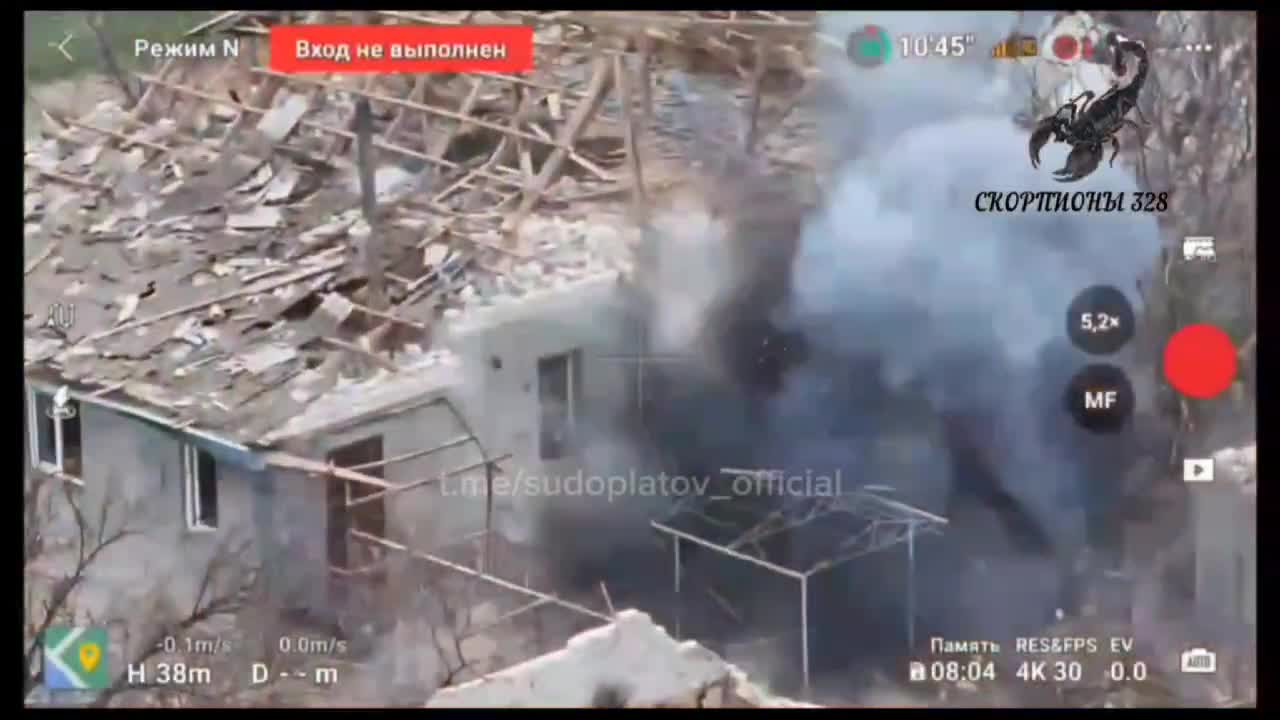 Режим N
Вход не выполнен
10'45"
СКОРПИОНЫ 328
5,2×
MF
t.me/sudoplatov_official
-0.1m/s 0.0m/s
H 38m D - - m
Память RES&FPS EV
08:04 4K 30 0.0
AUTO